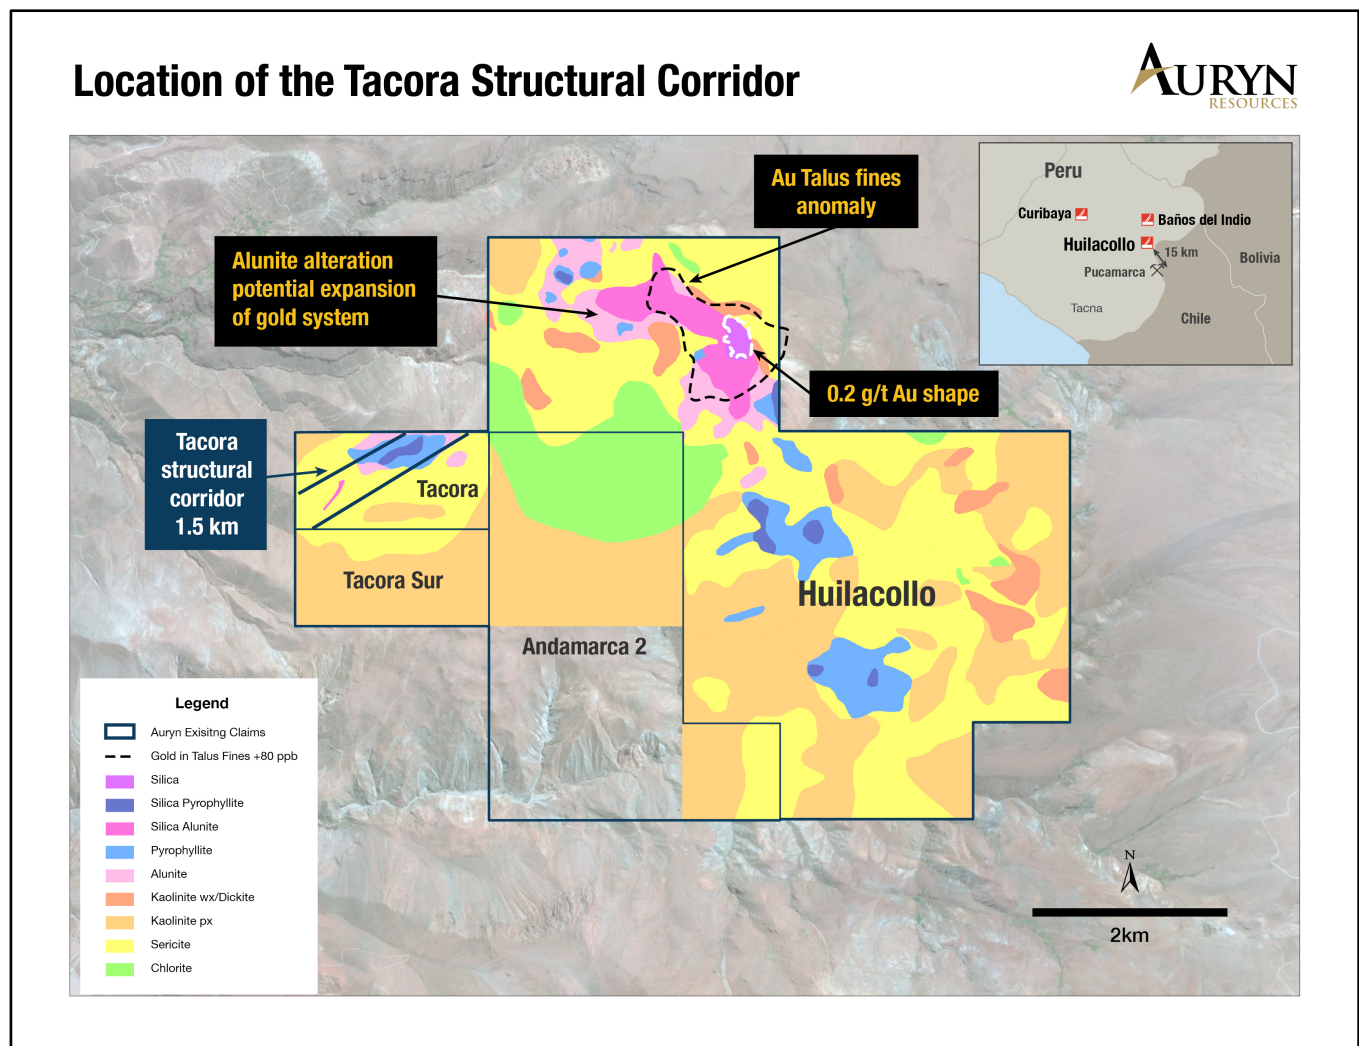 Location of the Tacora Structural Corridor
AURYN
RESOURCES
Au Talus fines
anomaly
Alunite alteration
potential expansion
of gold system
0.2 g/t Au shape
Tacora
structural
corridor
1.5 km
Tacora
Tacora Sur
Andamarca 2
Huilacollo
Peru
Curibaya
Baños del Indio
Huilacollo
15 km
Pucamarca
Bolivia
Tacna
Chile
Legend
Auryn Exisitng Claims
Gold in Talus Fines +80 ppb
Silica
Silica Pyrophyllite
Silica Alunite
Pyrophyllite
Alunite
Kaolinite wx/Dickite
Kaolinite px
Sericite
Chlorite
N
2km